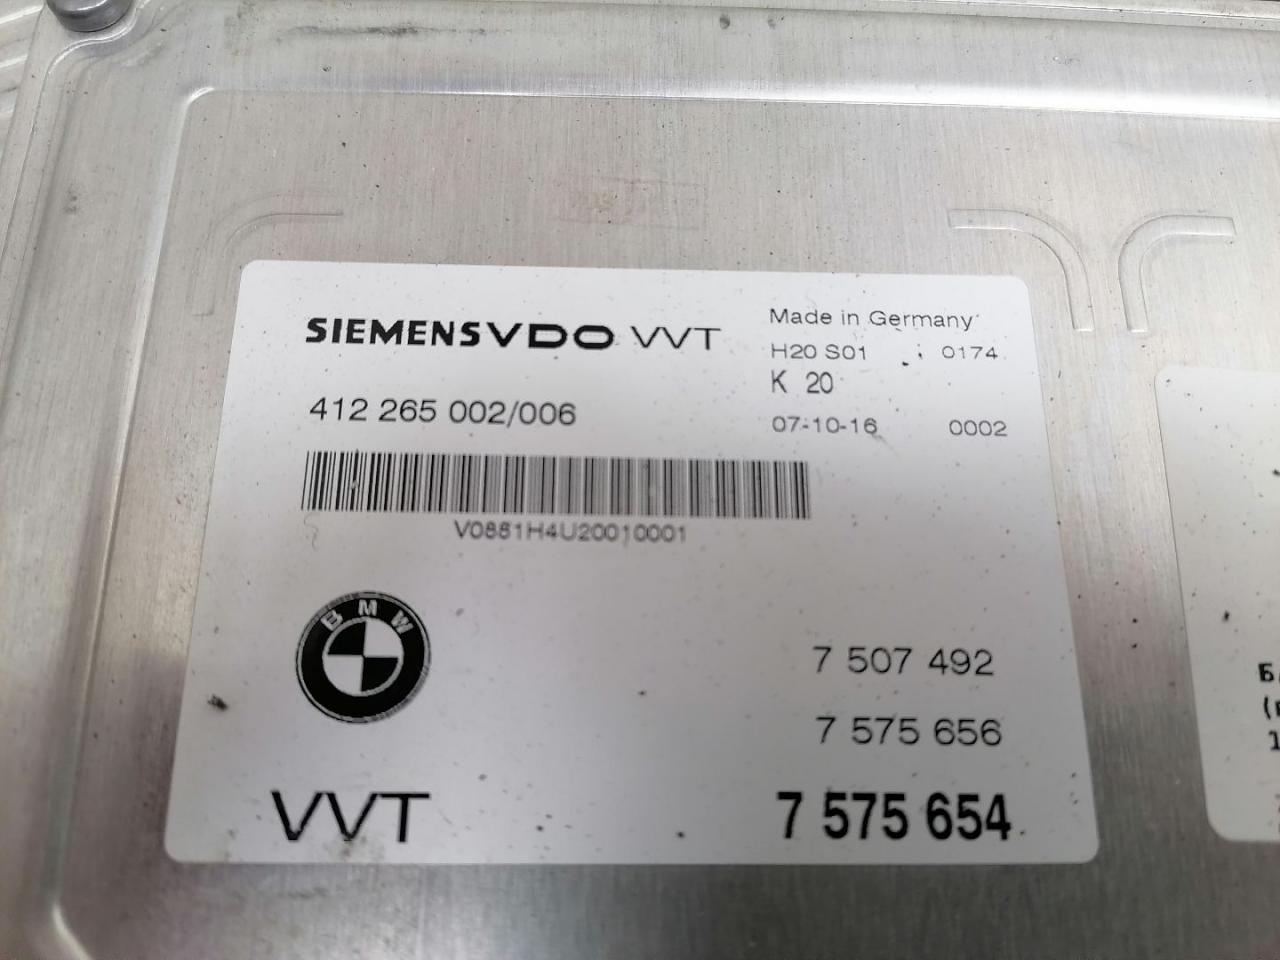 SIEMENSVDO VVT
Made in Germany
H20 S01 0174
K 20
412 265 002/006
07-10-16 0002
V0881H4U20010001
BMW
7 507 492
7 575 656
VVT
7 575 654